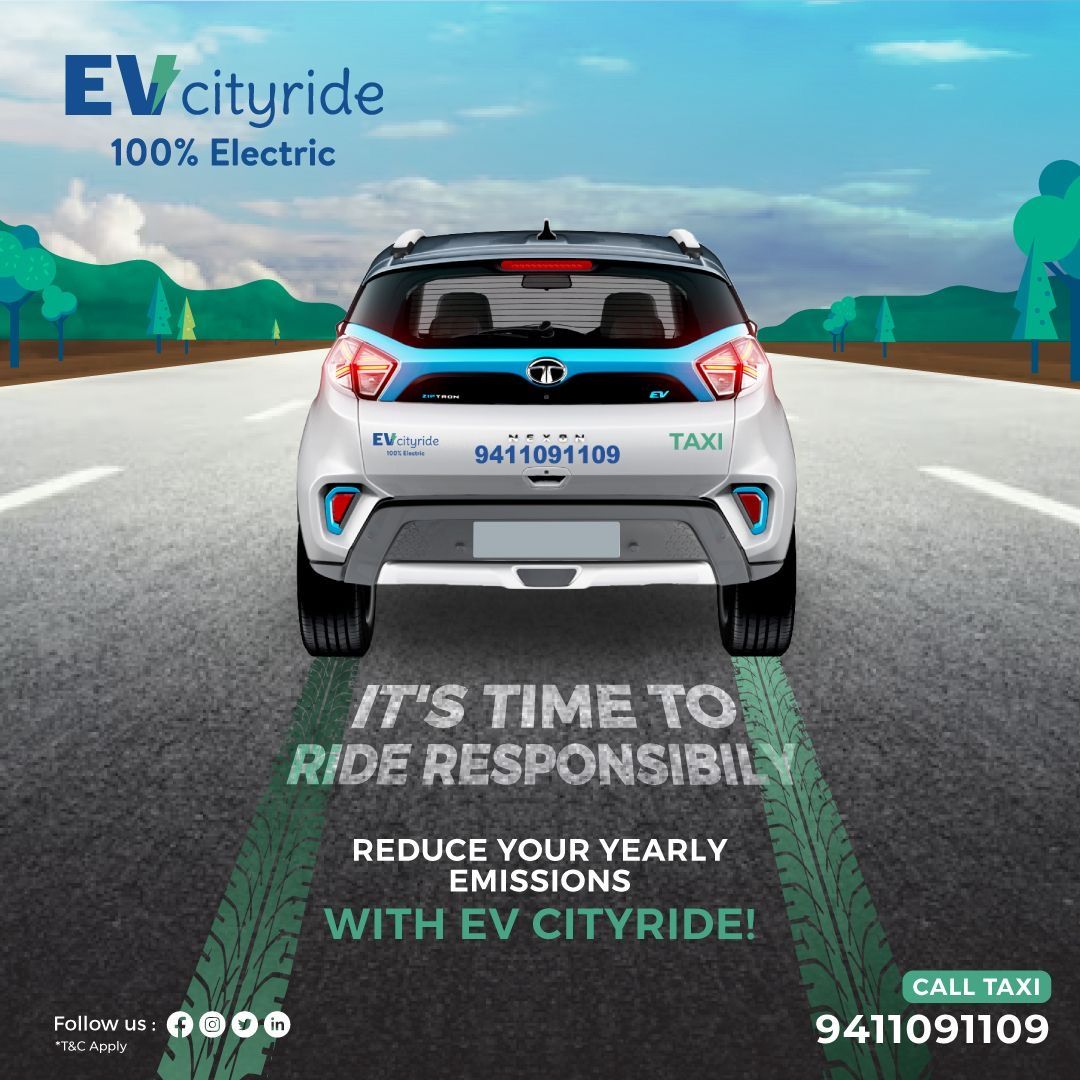 EVcityride
100% Electric
ZIPTRON
EV
EVcityride
100% Electric
NEXON
9411091109
TAXI
IT'S TIME TO
RIDE RESPONSIBILY
REDUCE YOUR YEARLY
EMISSIONS
WITH EV CITYRIDE!
CALL TAXI
9411091109
Follow us :
*T&C Apply